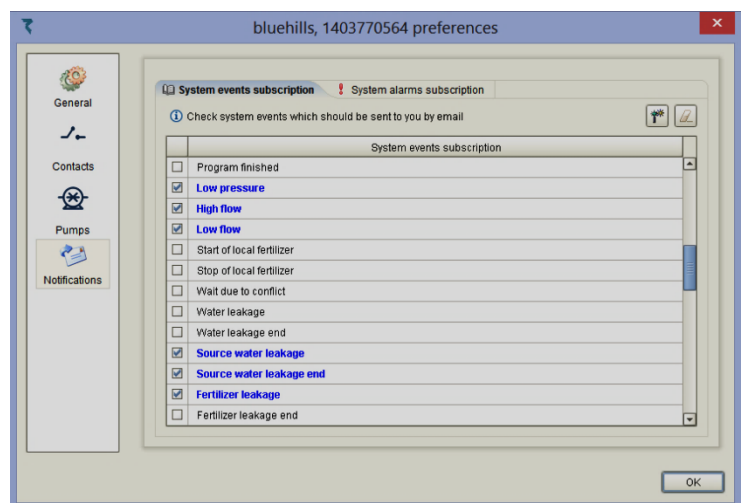 bluehills, 1403770564 preferences
General
Contacts
Pumps
Notifications
System events subscription
System alarms subscription
Check system events which should be sent to you by email
System events subscription
Program finished
Low pressure
High flow
Low flow
Start of local fertilizer
Stop of local fertilizer
Wait due to conflict
Water leakage
Water leakage end
Source water leakage
Source water leakage end
Fertilizer leakage
Fertilizer leakage end
OK